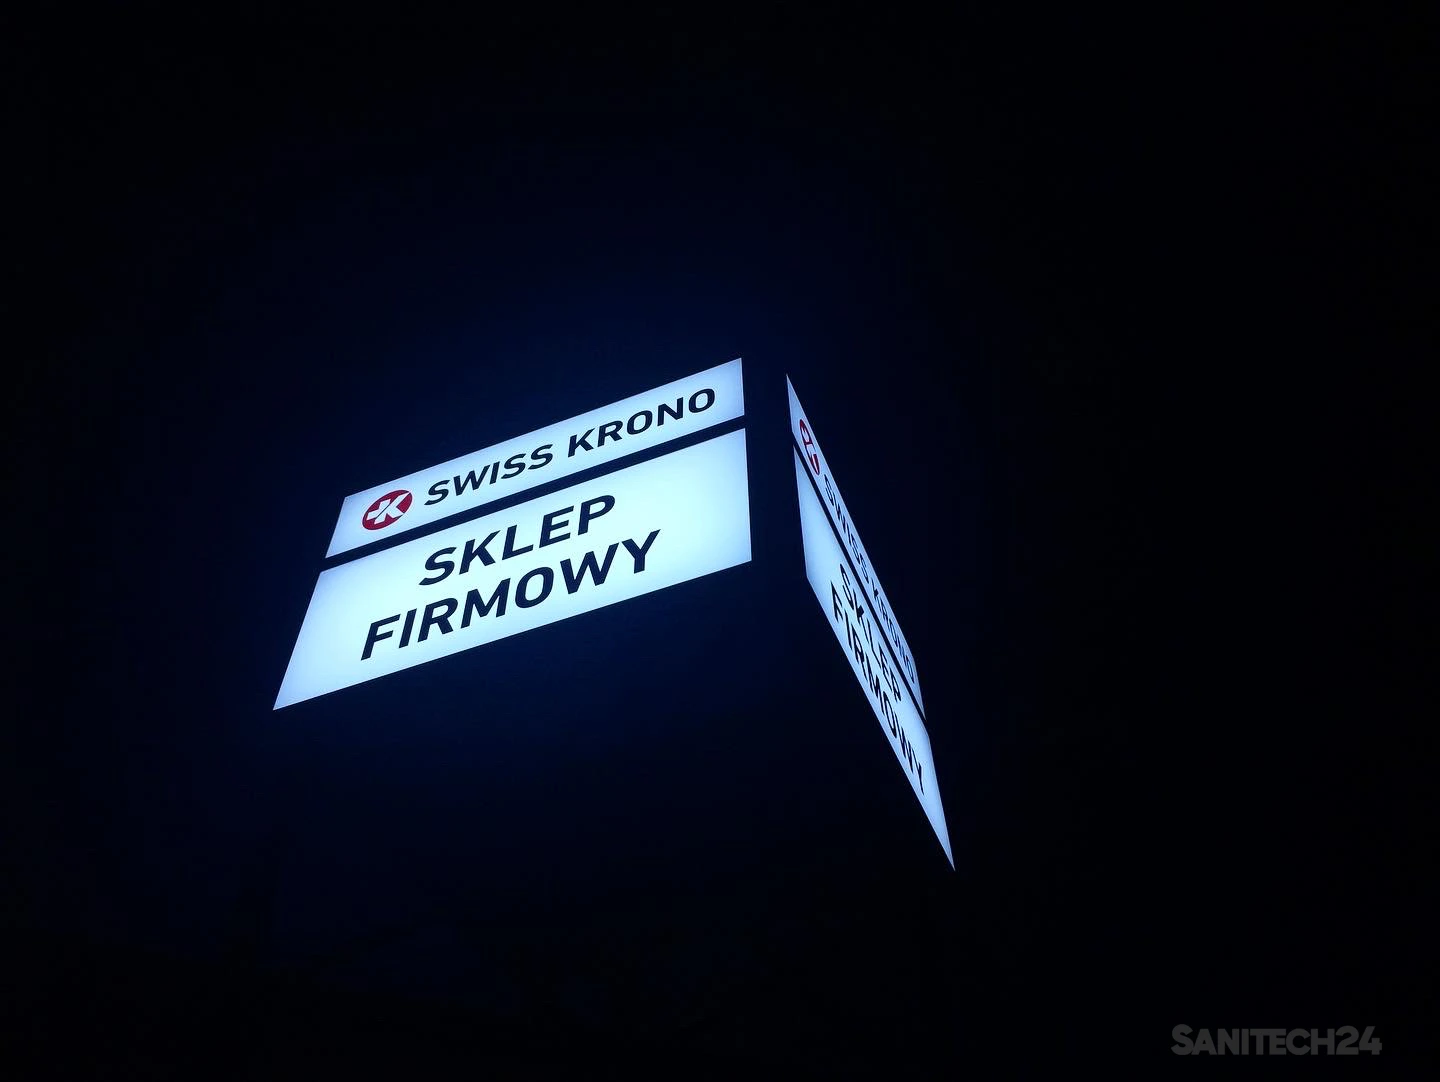 SWISS KRONO
SKLEP
FIRMOWY
SWISS KRONO
SKLEP
FIRMOWY
SANITECH24